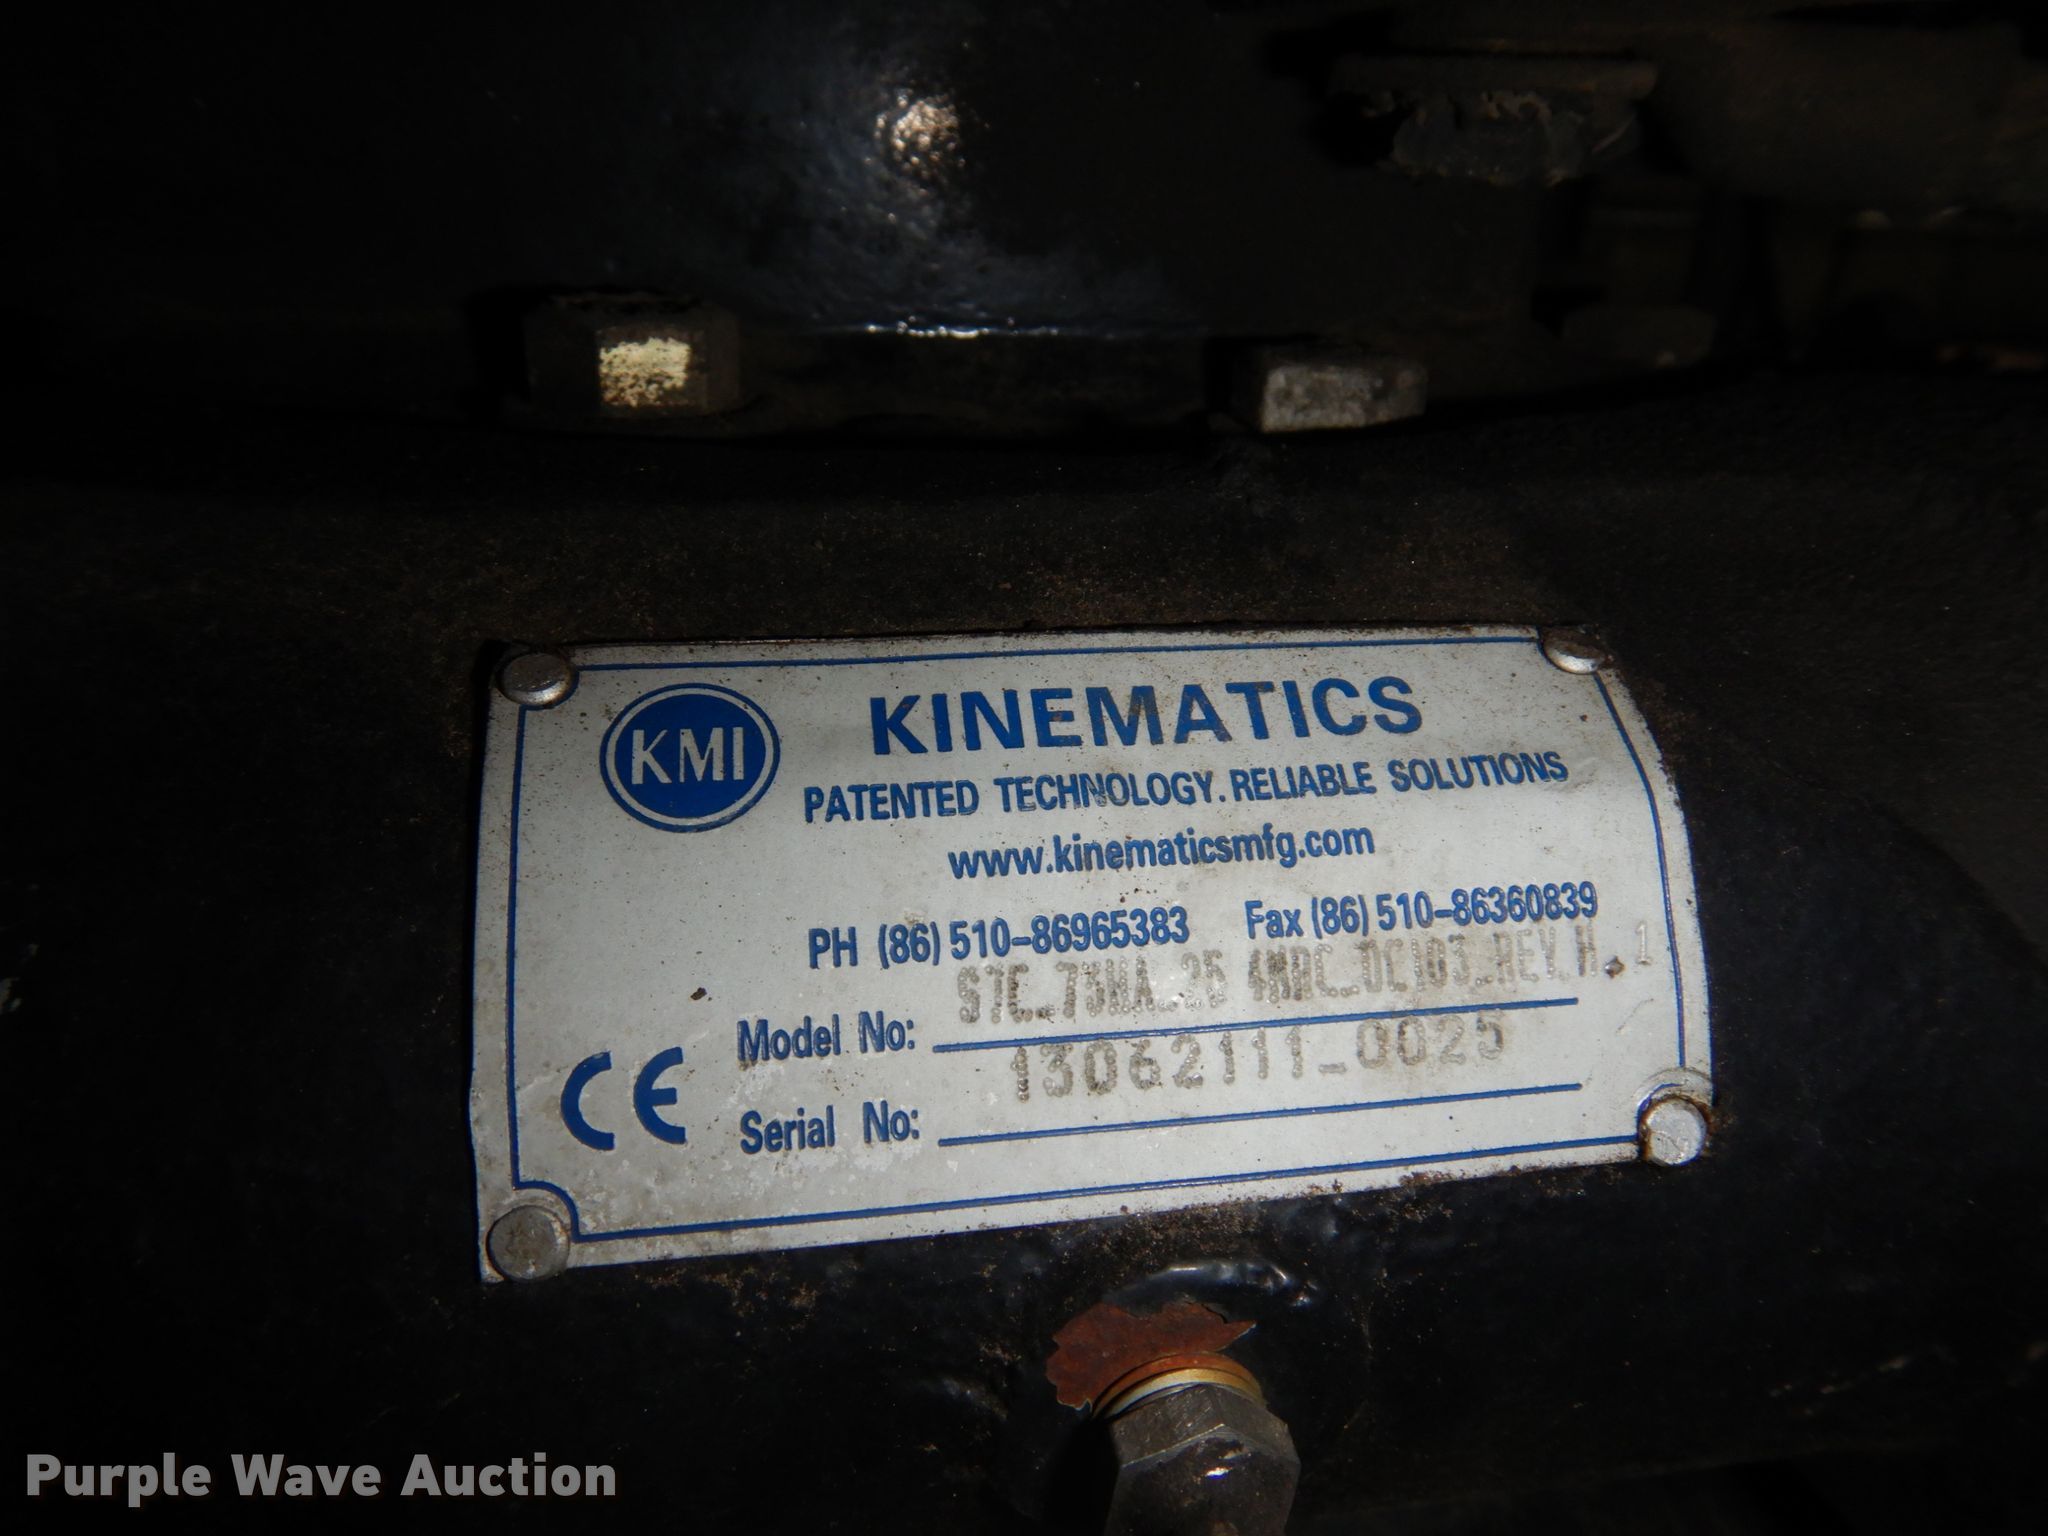 KMI
KINEMATICS
PATENTED TECHNOLOGY. RELIABLE SOLUTIONS
www.kinematicsmfg.com
PH (86) 510-86965383 Fax (86) 510-86360839
Model No:
Serial No: 13062111_0025
CE
Purple Wave Auction